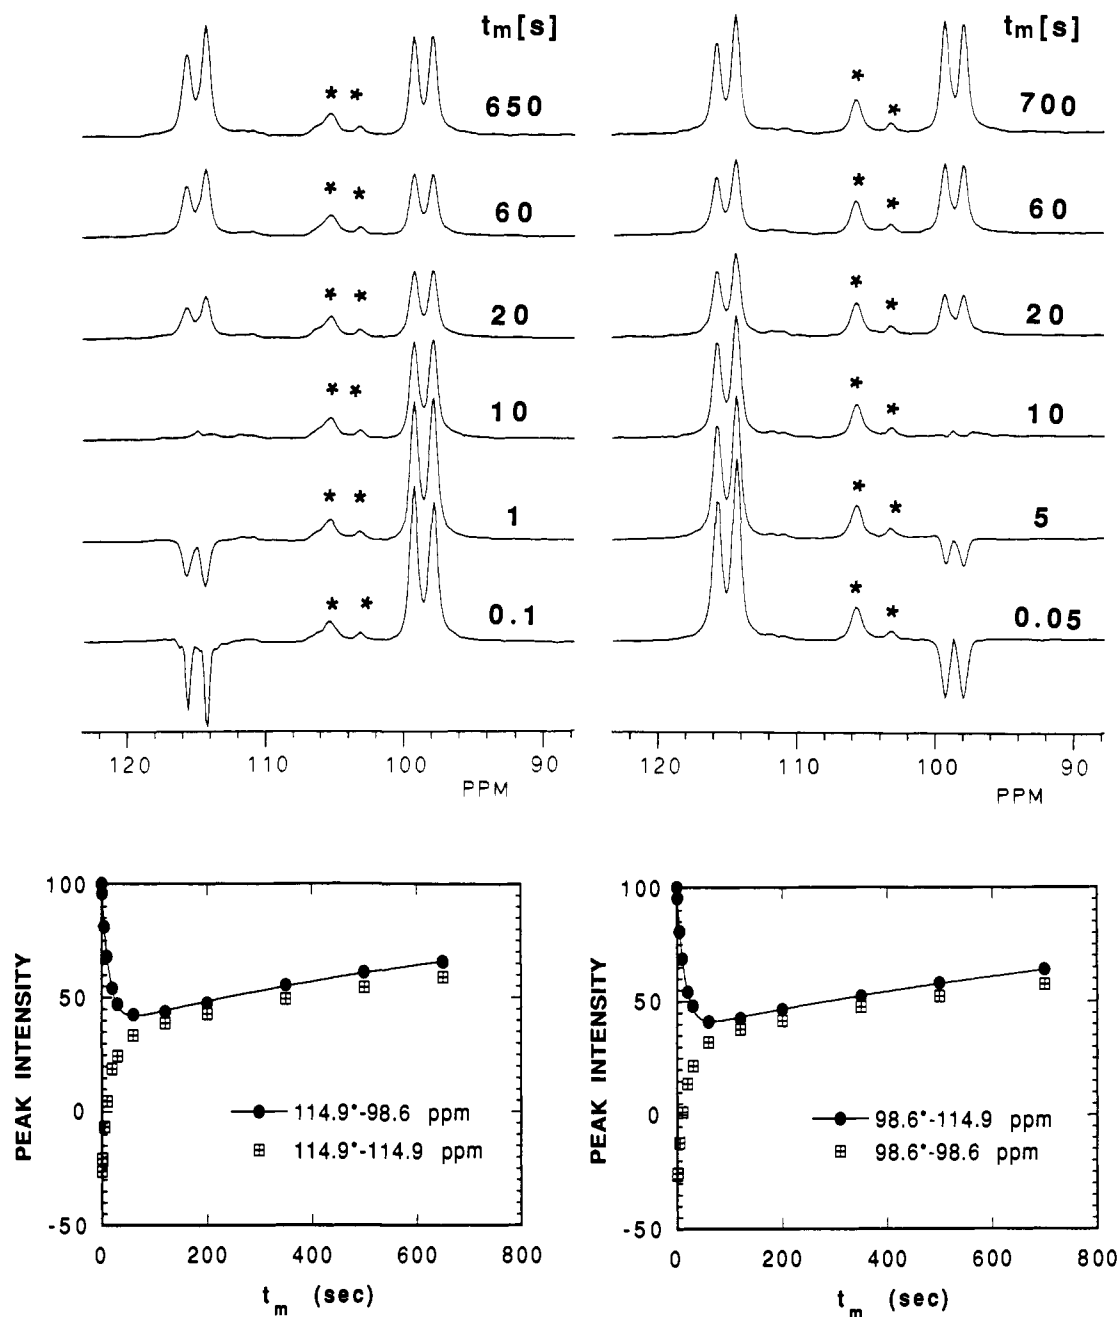 tm[s]
650
* *
60
* *
20
* *
10
* *
1
* *
0.1
* *
120 110 100 90
PPM
tm[s]
700
* *
60
* *
20
* *
10
* *
5
* *
0.05
* *
120 110 100 90
PPM
PEAK INTENSITY
100
50
0
-50
114.9*-98.6 ppm
114.9*-114.9 ppm
0 200 400 600 800
tm (sec)
PEAK INTENSITY
100
50
0
-50
98.6*-114.9 ppm
98.6*-98.6 ppm
0 200 400 600 800
tm (sec)